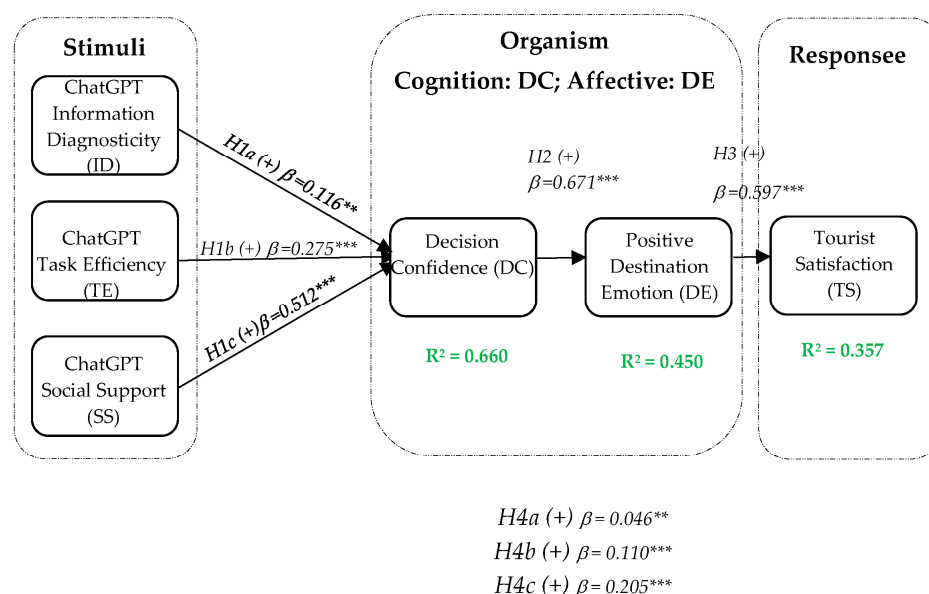 Stimuli
ChatGPT
Information
Diagnosticity
(ID)
ChatGPT
Task Efficiency
(TE)
ChatGPT
Social Support
(SS)
H1a (+) β=0.116**
H1b (+) β=0.275***
H1c (+)β=0.512***
Organism
Cognition: DC; Affective: DE
H2 (+)
β=0.671***
Decision
Confidence (DC)
R² = 0.660
Positive
Destination
Emotion (DE)
R² = 0.450
Responsee
H3 (+)
β=0.597***
Tourist
Satisfaction
(TS)
R² = 0.357
H4a (+) β= 0.046**
H4b (+) β= 0.110***
H4c (+) β= 0.205***